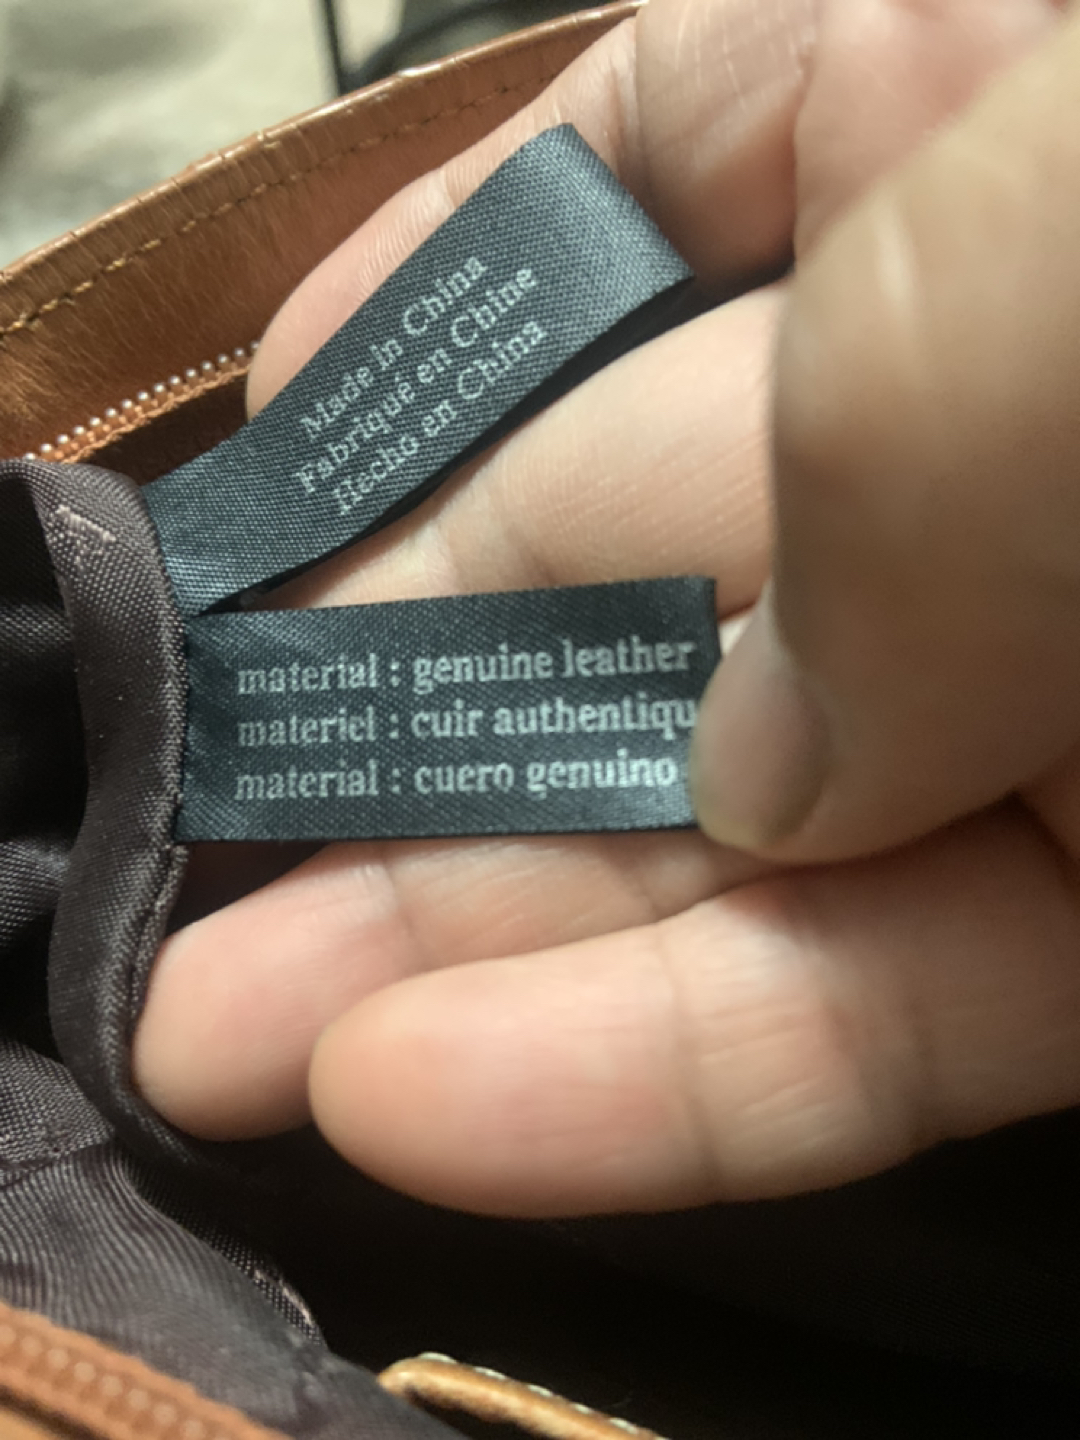 Made in China
Fabriqué en Chine
Hecho en China
material : genuine leather
materiel : cuir authentiqu
material : cuero genuino